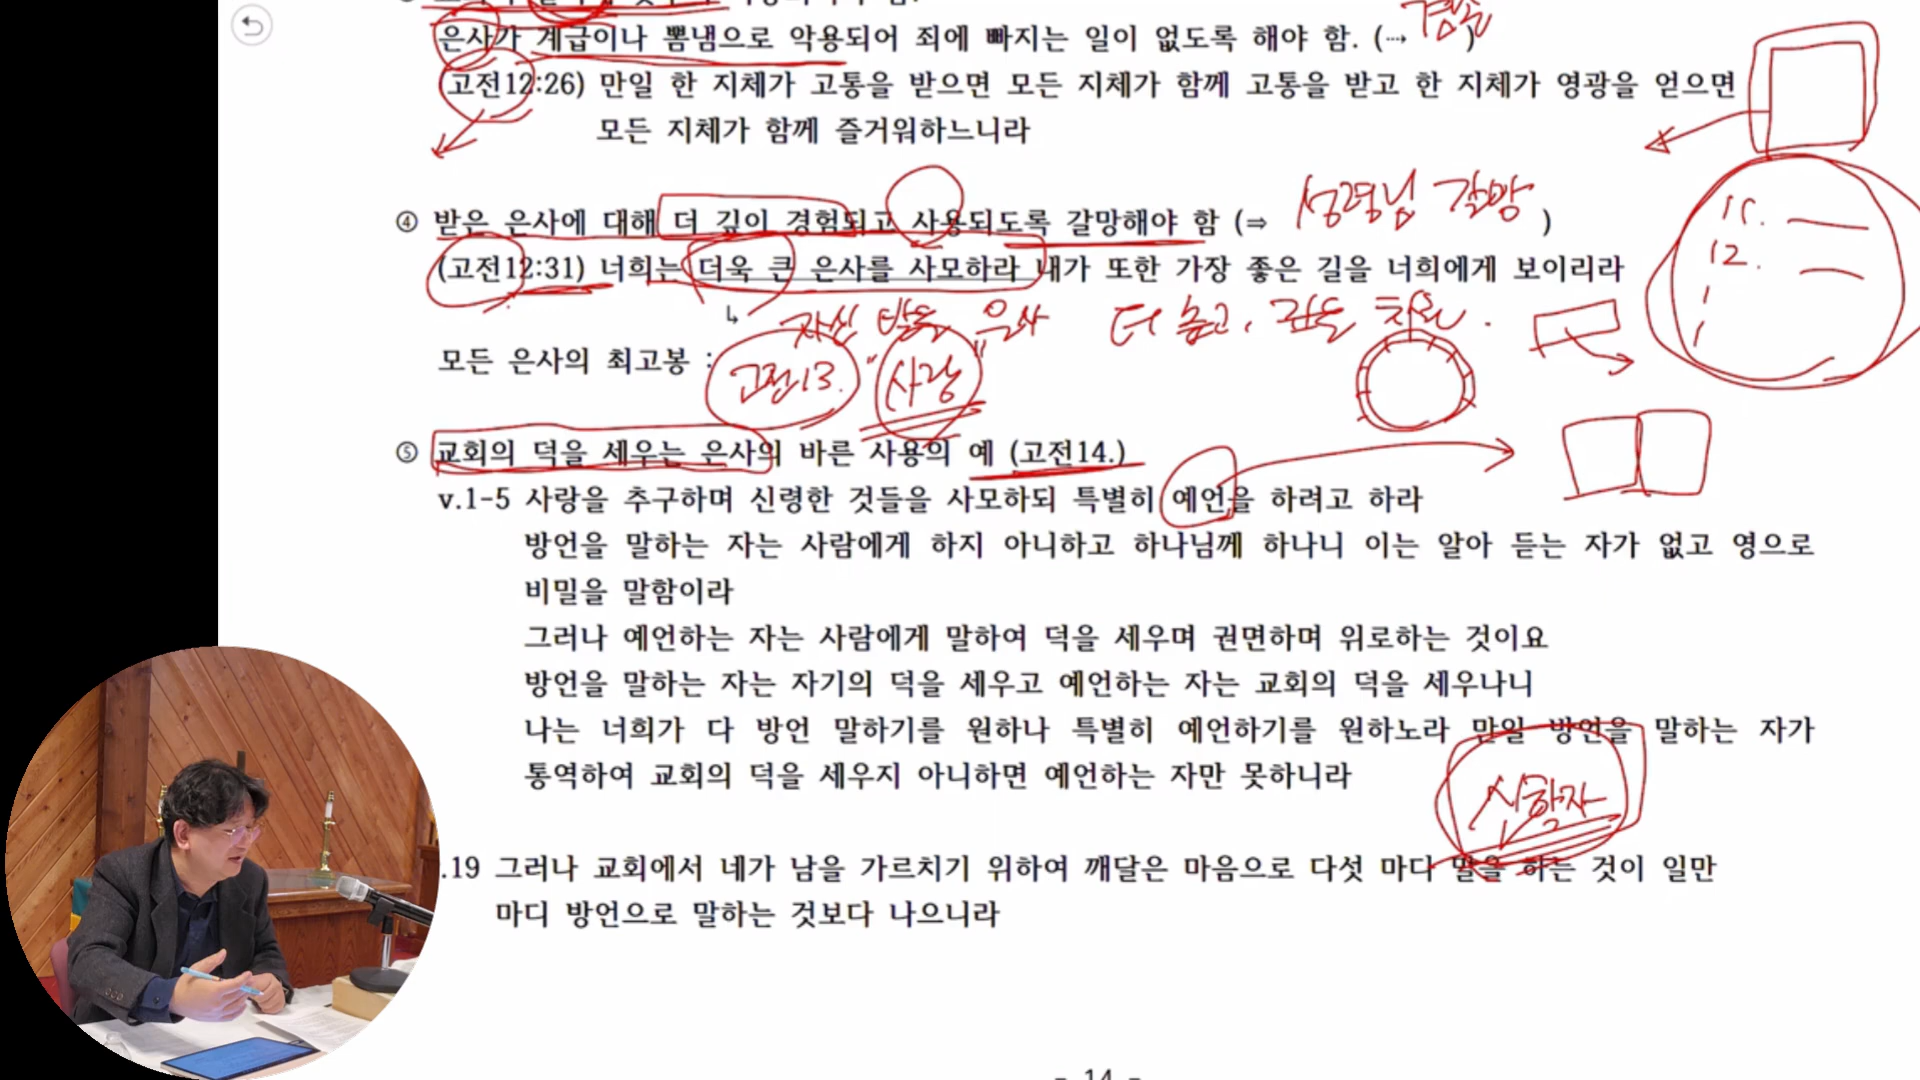 은사가 계급이나 뽐냄으로 악용되어 죄에 빠지는 일이 없도록 해야 함. (⋯→ 겸손 )
(고전12:26) 만일 한 지체가 고통을 받으면 모든 지체가 함께 고통을 받고 한 지체가 영광을 얻으면
모든 지체가 함께 즐거워하느니라
④ 받은 은사에 대해 더 깊이 경험되고 사용되도록 갈망해야 함 (⇒ 성령님 갈망 )
(고전12:31) 너희는 더욱 큰 은사를 사모하라 내가 또한 가장 좋은 길을 너희에게 보이리라
↳ 자신 받은 은사 더 높고, 깊은 차원.
모든 은사의 최고봉 : 고전13. "사랑"
11.
12.
⑤ 교회의 덕을 세우는 은사의 바른 사용의 예 (고전14.)
v.1-5 사랑을 추구하며 신령한 것들을 사모하되 특별히 예언을 하려고 하라
방언을 말하는 자는 사람에게 하지 아니하고 하나님께 하나니 이는 알아 듣는 자가 없고 영으로
비밀을 말함이라
그러나 예언하는 자는 사람에게 말하여 덕을 세우며 권면하며 위로하는 것이요
방언을 말하는 자는 자기의 덕을 세우고 예언하는 자는 교회의 덕을 세우나니
나는 너희가 다 방언 말하기를 원하나 특별히 예언하기를 원하노라 만일 방언을 말하는 자가
통역하여 교회의 덕을 세우지 아니하면 예언하는 자만 못하니라
신학자
.19 그러나 교회에서 네가 남을 가르치기 위하여 깨달은 마음으로 다섯 마디 말을 하는 것이 일만
마디 방언으로 말하는 것보다 나으니라
- 14 -